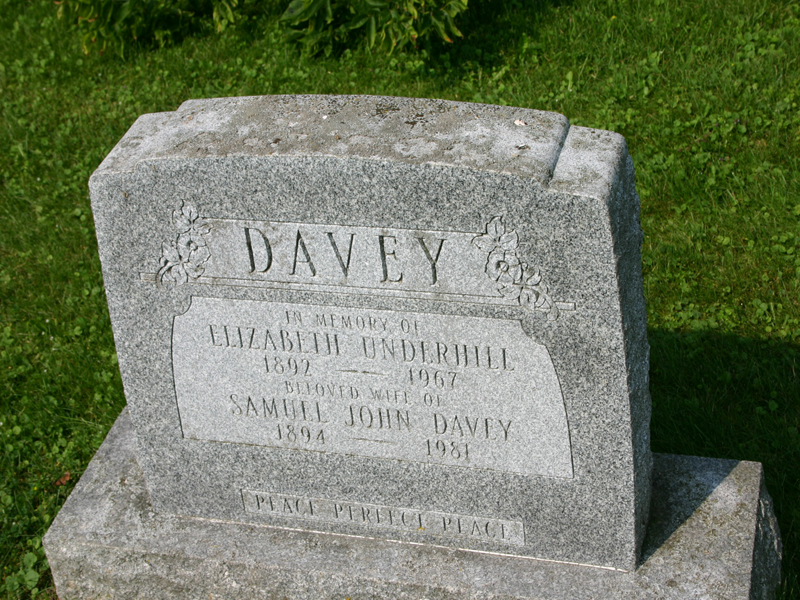 DAVEY
IN MEMORY OF
ELIZABETH UNDERHILL
1892 — 1967
BELOVED WIFE OF
SAMUEL JOHN DAVEY
1894 — 1981
PEACE PERFECT PEACE